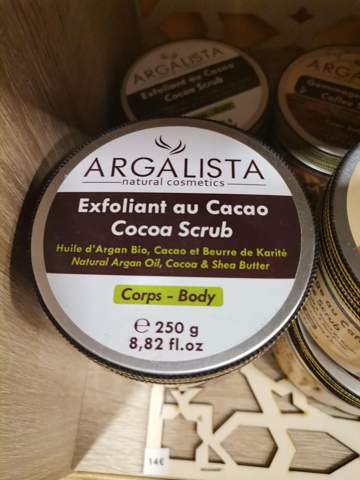 ARGALISTA
Exfoliant au Cacao
Cocoa Scrub
ARGALISTA
natural cosmetics
Exfoliant au Cacao
Cocoa Scrub
Huile d'Argan Bio, Cacao et Beurre de Karité
Natural Argan Oil, Cocoa & Shea Butter
Corps - Body
℮ 250 g
8,82 fl.oz
14€